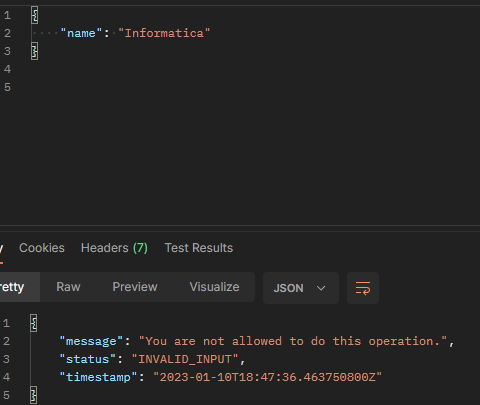 1 {
2 "name": "Informatica"
3 }
4
5
Cookies Headers (7) Test Results
Raw Preview Visualize JSON
1 {
2 "message": "You are not allowed to do this operation.",
3 "status": "INVALID_INPUT",
4 "timestamp": "2023-01-10T18:47:36.463750800Z"
5 }